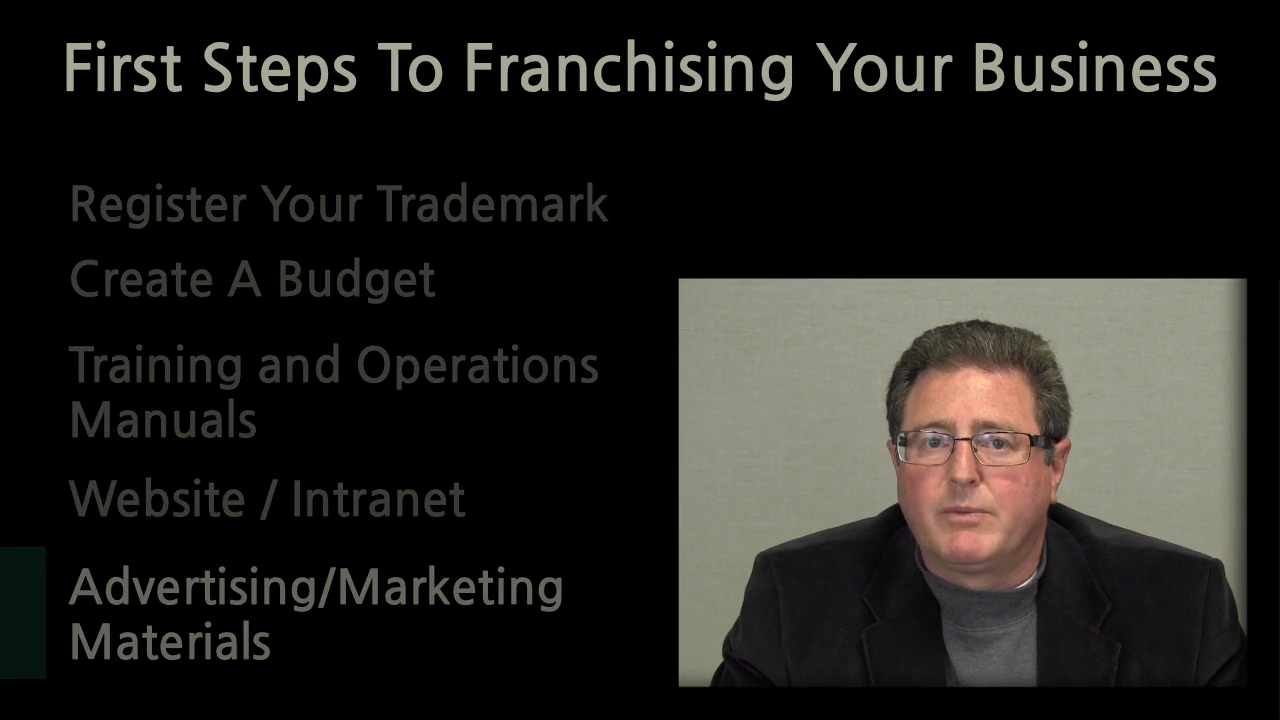 First Steps To Franchising Your Business
Register Your Trademark
Create A Budget
Training and Operations
Manuals
Website / Intranet
Advertising/Marketing
Materials